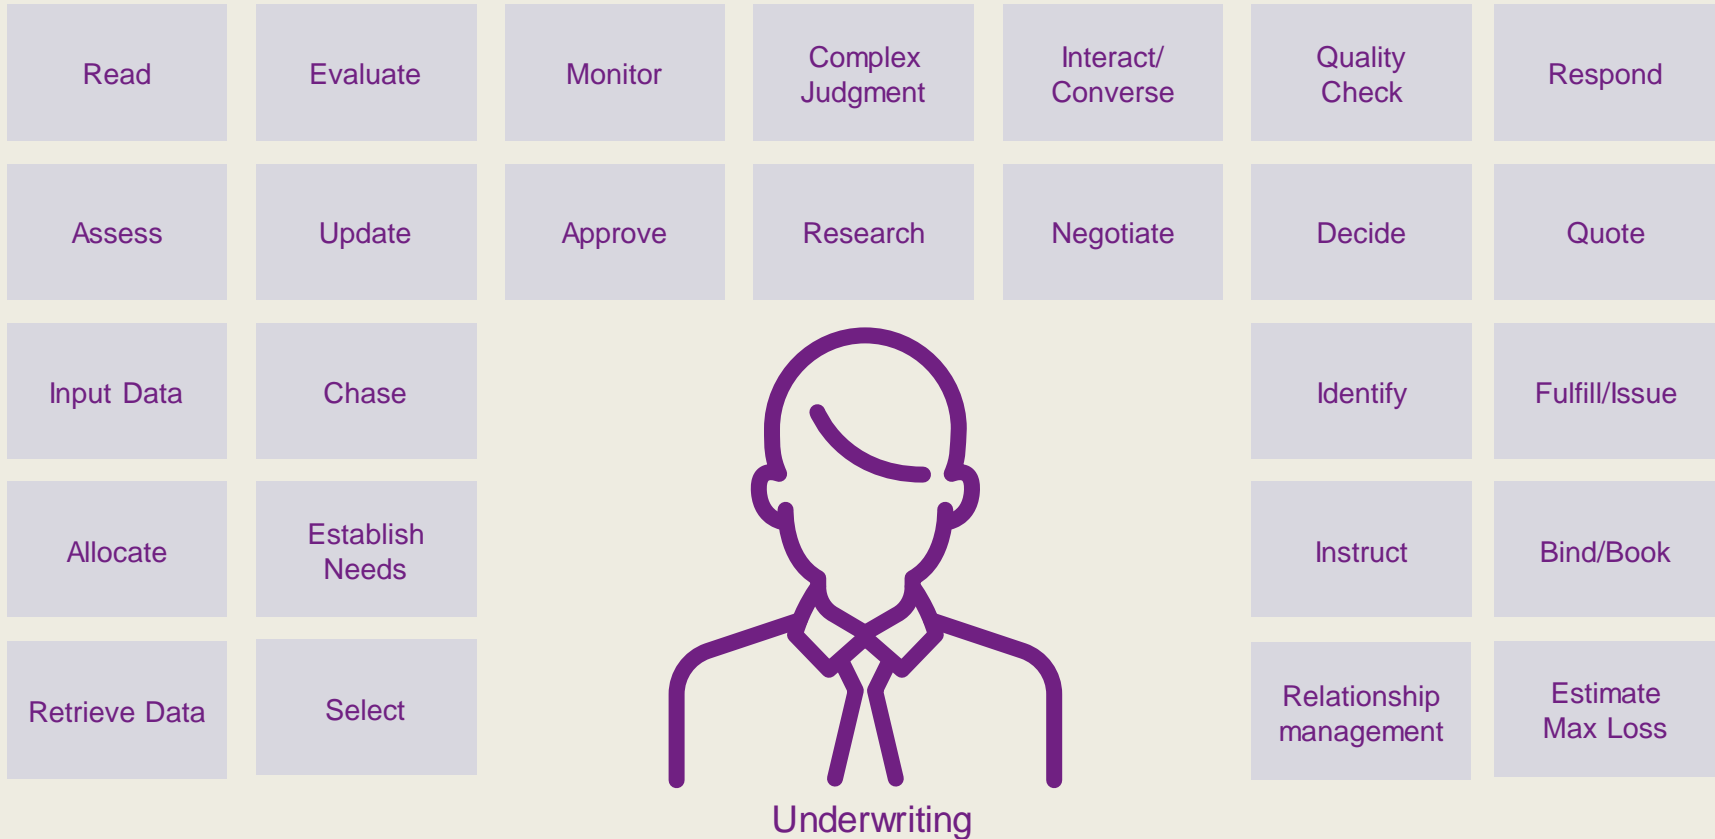 Read
Evaluate
Monitor
Complex
Judgment
Interact/
Converse
Quality
Check
Respond
Assess
Update
Approve
Research
Negotiate
Decide
Quote
Input Data
Chase
Identify
Fulfill/Issue
Allocate
Establish
Needs
Instruct
Bind/Book
Retrieve Data
Select
Relationship
management
Estimate
Max Loss
Underwriting